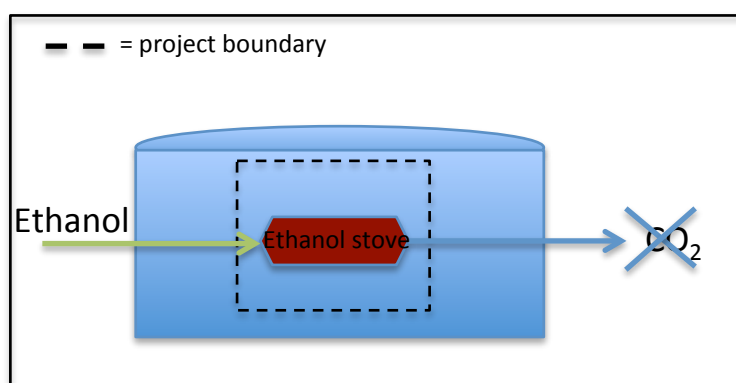 = project boundary
Ethanol
Ethanol stove
CO₂